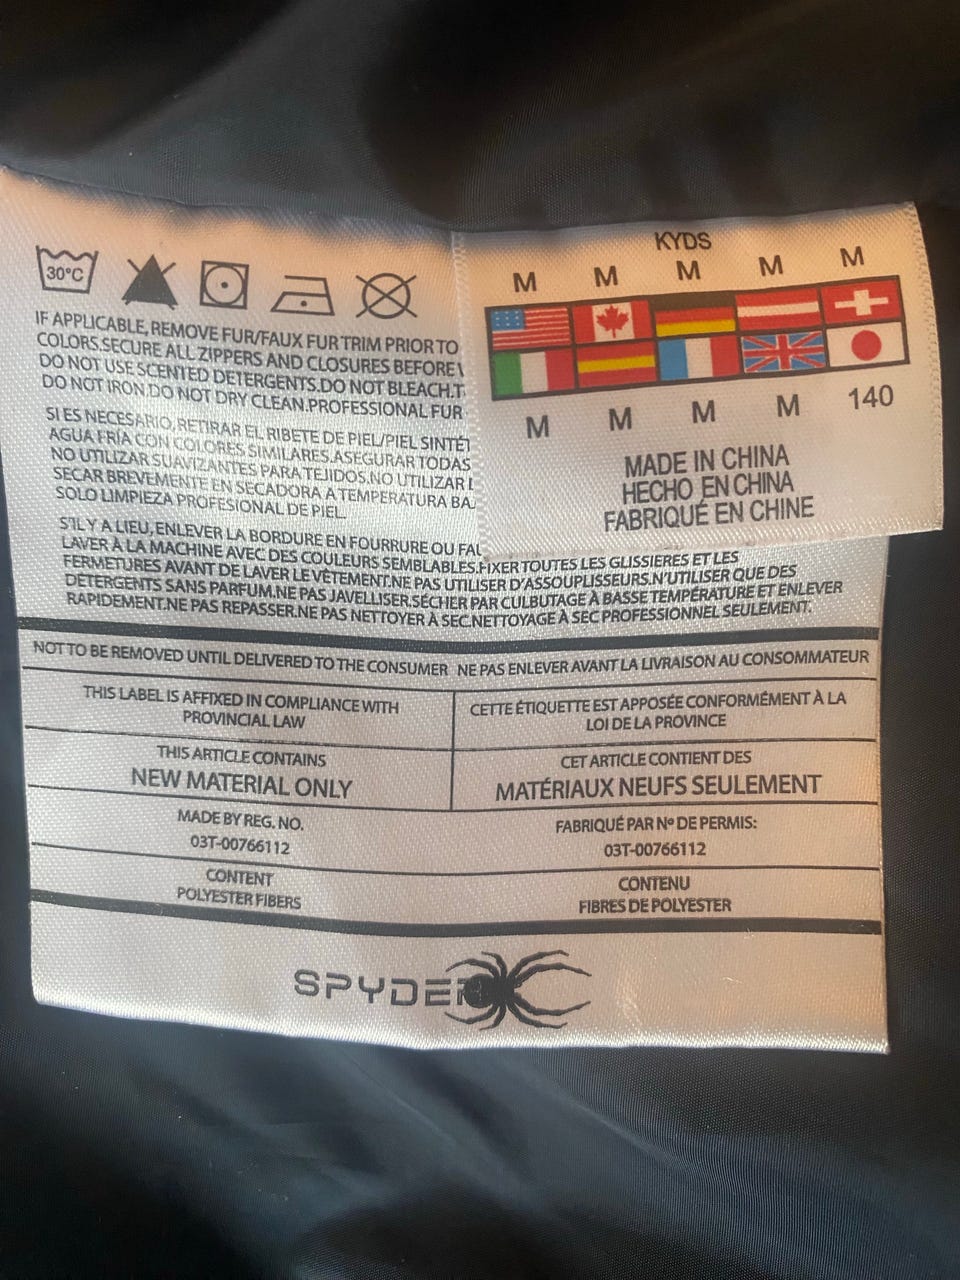 30°C
IF APPLICABLE, REMOVE FUR/FAUX FUR TRIM PRIOR TO
COLORS.SECURE ALL ZIPPERS AND CLOSURES BEFORE
DO NOT USE SCENTED DETERGENTS.DO NOT BLEACH.T
DO NOT IRON.DO NOT DRY CLEAN.PROFESSIONAL FUR
SI ES NECESARIO, RETIRAR EL RIBETE DE PIEL/PIEL SINTÉT
AGUA FRÍA CON COLORES SIMILARES.ASEGURAR TODAS
NO UTILIZAR SUAVIZANTES PARA TEJIDOS.NO UTILIZAR
SECAR BREVEMENTE EN SECADORA A TEMPERATURA BA
SOLO LIMPIEZA PROFESIONAL DE PIEL.
S'IL Y A LIEU, ENLEVER LA BORDURE EN FOURRURE OU FAU
LAVER À LA MACHINE AVEC DES COULEURS SEMBLABLES.FIXER TOUTES LES GLISSIERES ET LES
FERMETURES AVANT DE LAVER LE VÊTEMENT.NE PAS UTILISER D'ASSOUPLISSEURS.N'UTILISER QUE DES
DÉTERGENTS SANS PARFUM.NE PAS JAVELLISER.SÉCHER PAR CULBUTAGE À BASSE TEMPÉRATURE ET ENLEVER
RAPIDEMENT.NE PAS REPASSER.NE PAS NETTOYER À SEC.NETTOYAGE À SEC PROFESSIONNEL SEULEMENT.
KYDS
M M M M M
M M M M 140
MADE IN CHINA
HECHO EN CHINA
FABRIQUÉ EN CHINE
NOT TO BE REMOVED UNTIL DELIVERED TO THE CONSUMER NE PAS ENLEVER AVANT LA LIVRAISON AU CONSOMMATEUR
THIS LABEL IS AFFIXED IN COMPLIANCE WITH
PROVINCIAL LAW
CETTE ÉTIQUETTE EST APPOSÉE CONFORMÉMENT À LA
LOI DE LA PROVINCE
THIS ARTICLE CONTAINS
NEW MATERIAL ONLY
CET ARTICLE CONTIENT DES
MATÉRIAUX NEUFS SEULEMENT
MADE BY REG. NO.
03T-00766112
FABRIQUÉ PAR Nº DE PERMIS:
03T-00766112
CONTENT
POLYESTER FIBERS
CONTENU
FIBRES DE POLYESTER
SPYDER